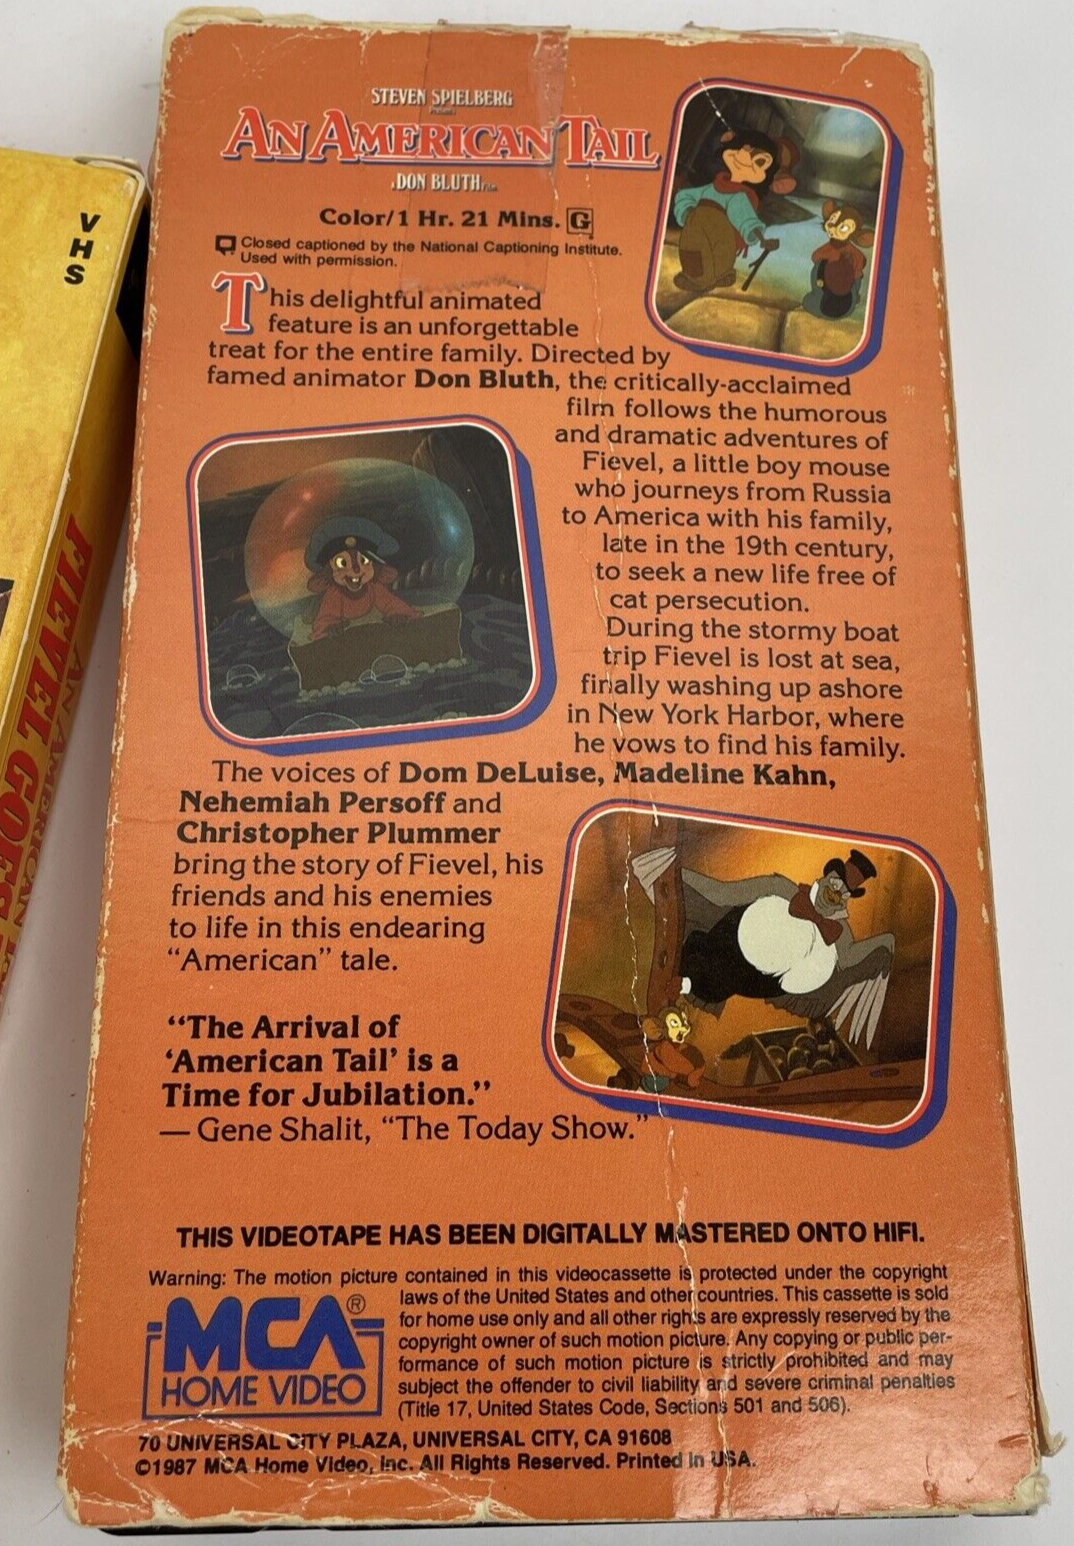 STEVEN SPIELBERG
AN AMERICAN TAIL
A DON BLUTH Film
Color/1 Hr. 21 Mins. G
Closed captioned by the National Captioning Institute.
Used with permission.
This delightful animated
feature is an unforgettable
treat for the entire family. Directed by
famed animator Don Bluth, the critically-acclaimed
film follows the humorous
and dramatic adventures of
Fievel, a little boy mouse
who journeys from Russia
to America with his family,
late in the 19th century,
to seek a new life free of
cat persecution.
During the stormy boat
trip Fievel is lost at sea,
finally washing up ashore
in New York Harbor, where
he vows to find his family.
The voices of Dom DeLuise, Madeline Kahn,
Nehemiah Persoff and
Christopher Plummer
bring the story of Fievel, his
friends and his enemies
to life in this endearing
“American” tale.
“The Arrival of
‘American Tail’ is a
Time for Jubilation.”
— Gene Shalit, “The Today Show.”
THIS VIDEOTAPE HAS BEEN DIGITALLY MASTERED ONTO HIFI.
Warning: The motion picture contained in this videocassette is protected under the copyright
laws of the United States and other countries. This cassette is sold
for home use only and all other rights are expressly reserved by the
copyright owner of such motion picture. Any copying or public per-
formance of such motion picture is strictly prohibited and may
subject the offender to civil liability and severe criminal penalties
(Title 17, United States Code, Sections 501 and 506).
MCA®
HOME VIDEO
70 UNIVERSAL CITY PLAZA, UNIVERSAL CITY, CA 91608
©1987 MCA Home Video, Inc. All Rights Reserved. Printed in USA.
VHS
AN AMERICAN
FIEVEL GOES